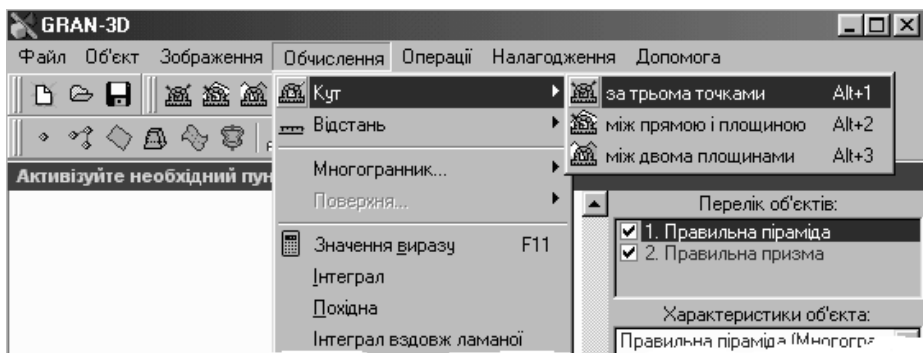 GRAN-3D
Файл Об'єкт Зображення Обчислення Операції Налагодження Допомога
Кут
за трьома точками Alt+1
Відстань
між прямою і площиною Alt+2
між двома площинами Alt+3
Активізуйте необхідний пун
Многогранник...
Поверхня...
Перелік об'єктів:
1. Правильна піраміда
2. Правильна призма
Значення виразу F11
Інтеграл
Похідна
Характеристики об'єкта:
Інтеграл вздовж ламаної
Правильна піраміда (Многогра